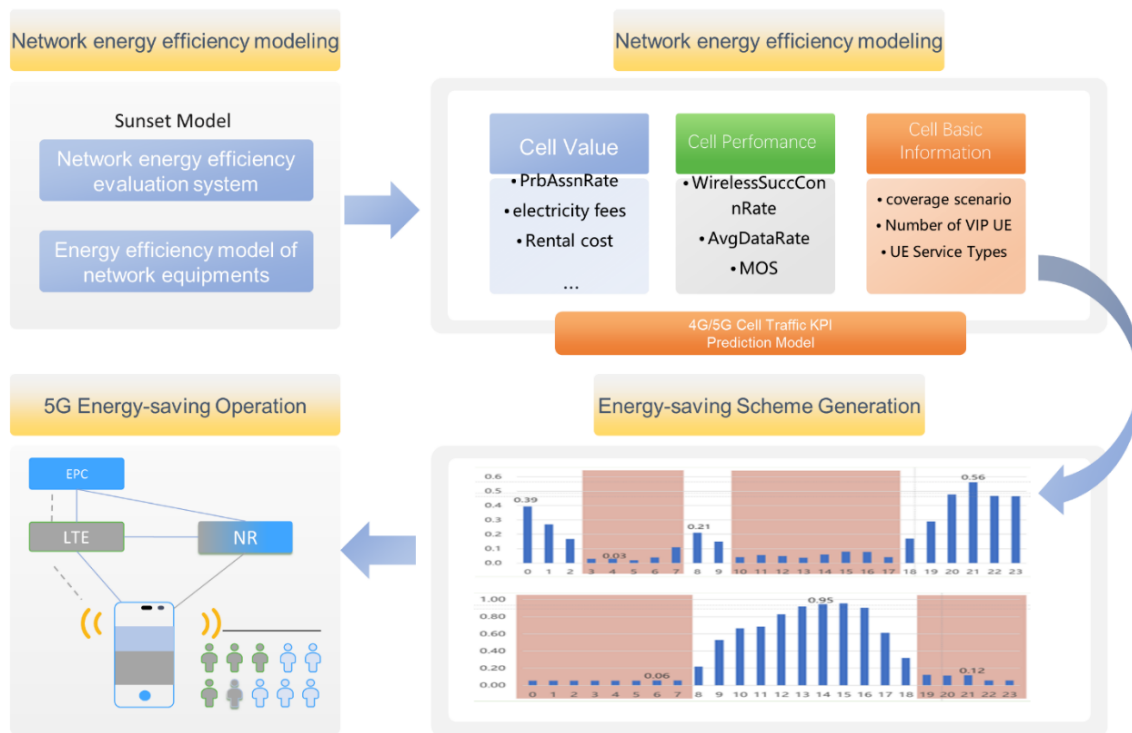 Network energy efficiency modeling
Network energy efficiency modeling
Sunset Model
Network energy efficiency
evaluation system
Energy efficiency model of
network equipments
Cell Value
• PrbAssnRate
• electricity fees
• Rental cost
...
Cell Perfomance
• WirelessSuccCon
nRate
• AvgDataRate
• MOS
Cell Basic
Information
• coverage scenario
• Number of VIP UE
• UE Service Types
4G/5G Cell Traffic KPI
Prediction Model
5G Energy-saving Operation
Energy-saving Scheme Generation
EPC
LTE
NR
0.6
0.5
0.4
0.3
0.2
0.1
0.0
0.39
0.03
0.21
0.56
0 1 2 3 4 5 6 7 8 9 10 11 12 13 14 15 16 17 18 19 20 21 22 23
1.00
0.80
0.60
0.40
0.20
0.00
0.06
0.95
0.12
0 1 2 3 4 5 6 7 8 9 10 11 12 13 14 15 16 17 18 19 20 21 22 23